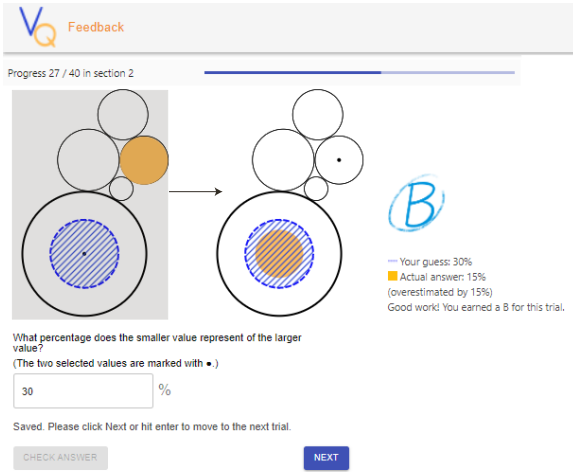 VQ Feedback
Progress 27 / 40 in section 2
B
Your guess: 30%
Actual answer: 15%
(overestimated by 15%)
Good work! You earned a B for this trial.
What percentage does the smaller value represent of the larger
value?
(The two selected values are marked with ●.)
30 %
Saved. Please click Next or hit enter to move to the next trial.
CHECK ANSWER NEXT